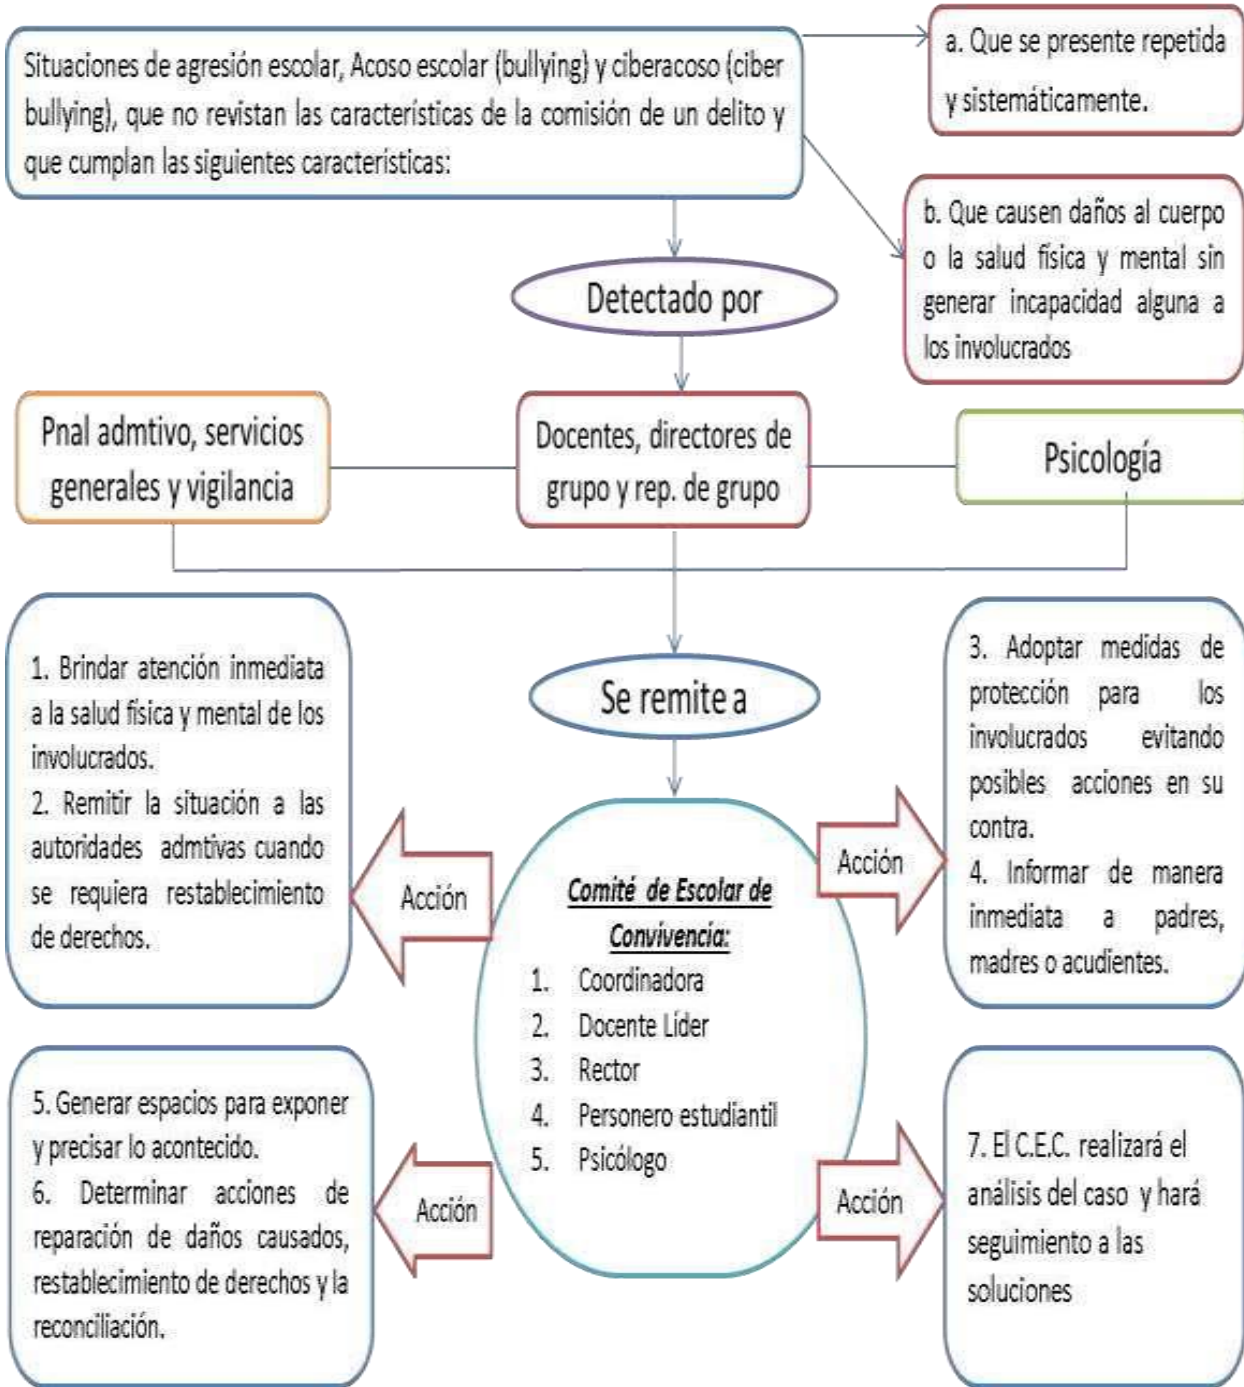 Situaciones de agresión escolar, Acoso escolar (bullying) y ciberacoso (ciber
bullying), que no revistan las características de la comisión de un delito y
que cumplan las siguientes características:
a. Que se presente repetida
y sistemáticamente.
b. Que causen daños al cuerpo
o la salud física y mental sin
generar incapacidad alguna a
los involucrados
Detectado por
Pnal admtivo, servicios
generales y vigilancia
Docentes, directores de
grupo y rep. de grupo
Psicología
Se remite a
1. Brindar atención inmediata
a la salud física y mental de los
involucrados.
2. Remitir la situación a las
autoridades admtivas cuando
se requiera restablecimiento
de derechos.
Acción
Comité de Escolar de
Convivencia:
1. Coordinadora
2. Docente Líder
3. Rector
4. Personero estudiantil
5. Psicólogo
Acción
3. Adoptar medidas de
protección para los
involucrados evitando
posibles acciones en su
contra.
4. Informar de manera
inmediata a padres,
madres o acudientes.
5. Generar espacios para exponer
y precisar lo acontecido.
6. Determinar acciones de
reparación de daños causados,
restablecimiento de derechos y la
reconciliación.
Acción
Acción
7. El C.E.C. realizará el
análisis del caso y hará
seguimiento a las
soluciones